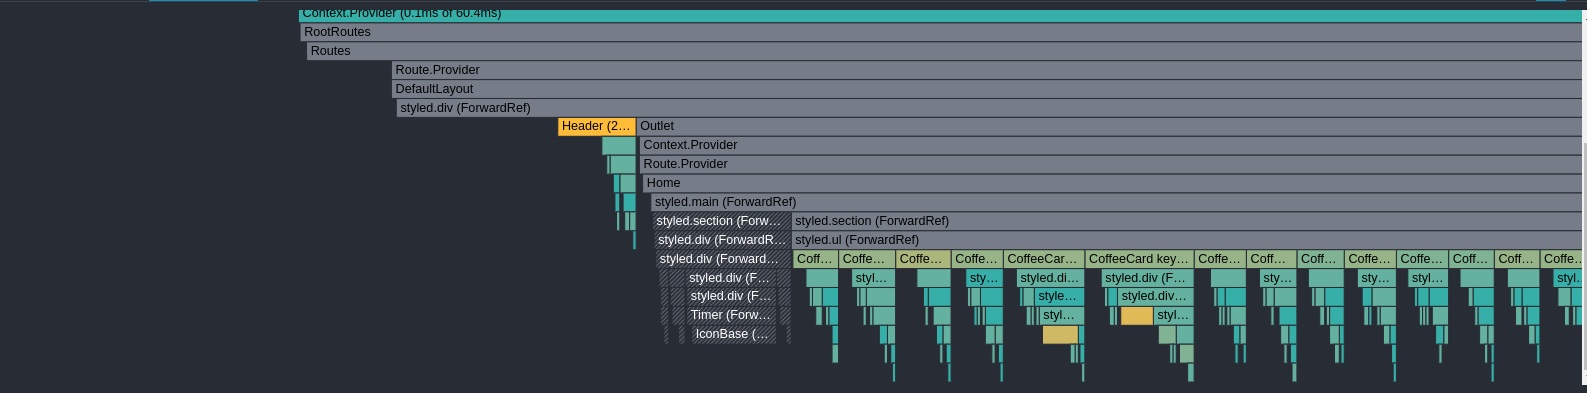 Context.Provider (0.1ms of 60.4ms)
RootRoutes
Routes
Route.Provider
DefaultLayout
styled.div (ForwardRef)
Header (2... Outlet
Context.Provider
Route.Provider
Home
styled.main (ForwardRef)
styled.section (Forw... styled.section (ForwardRef)
styled.div (ForwardR... styled.ul (ForwardRef)
styled.div (Forward... Coff... Coffe... Coffe... Coffe... CoffeeCar... CoffeeCard key... Coffe... Coff... Coff... Coffe... Coffe... Coff... Coff... Coff...
styled.div (F... styl... sty... styled.di... styled.div (F... sty... sty... styl... styl...
styled.div (F... style... styled.div...
Timer (Forw... styl... styl...
IconBase (...